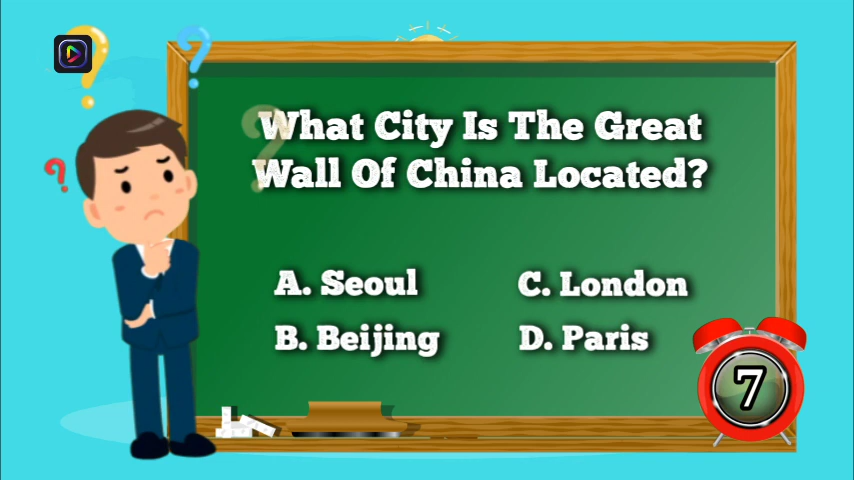 What City Is The Great
Wall Of China Located?
A. Seoul
C. London
B. Beijing
D. Paris
7